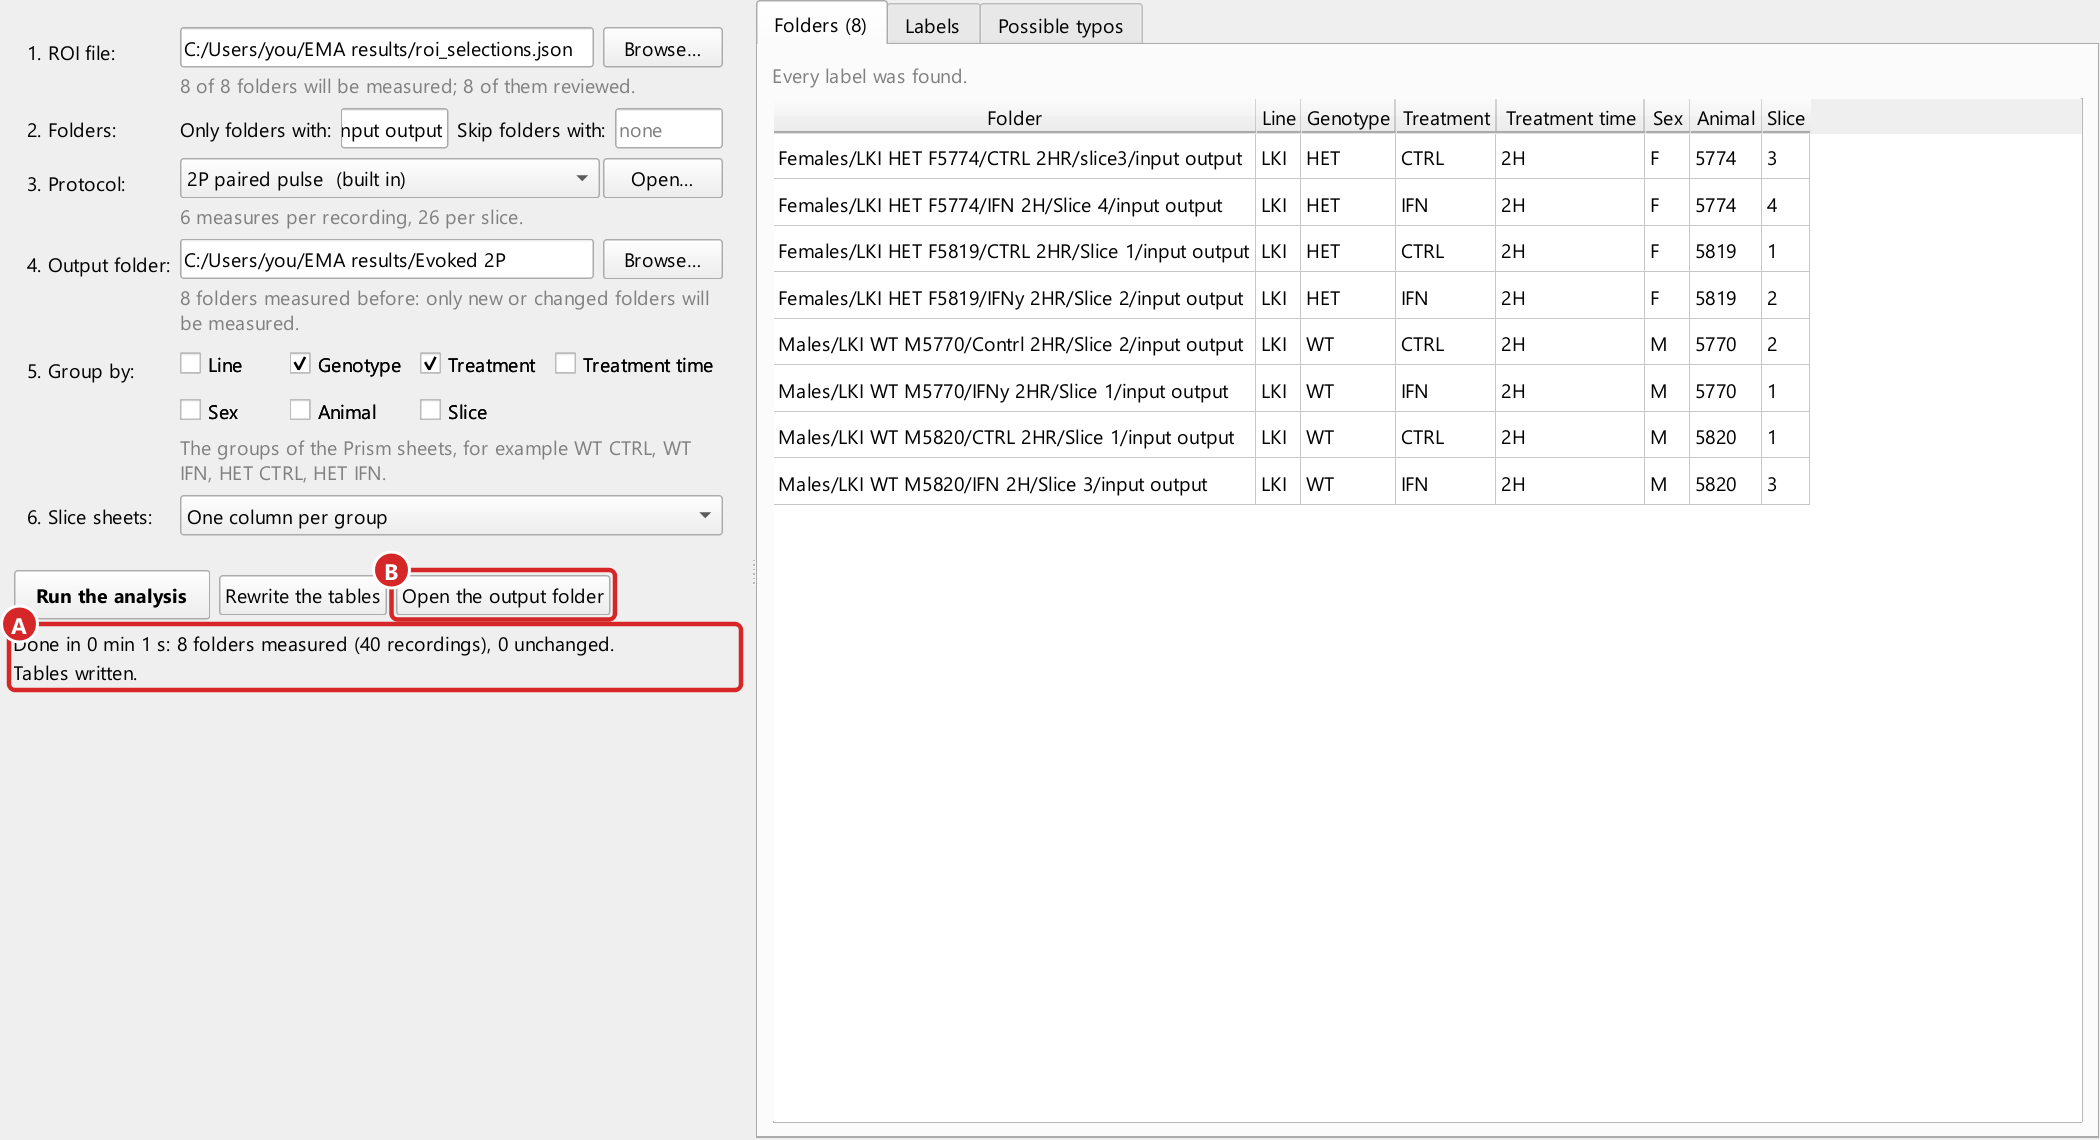 1. ROI file:
C:/Users/you/EMA results/roi_selections.json
Browse...
8 of 8 folders will be measured; 8 of them reviewed.
2. Folders:
Only folders with:
nput output
Skip folders with:
none
3. Protocol:
2P paired pulse (built in)
Open...
6 measures per recording, 26 per slice.
4. Output folder:
C:/Users/you/EMA results/Evoked 2P
Browse...
8 folders measured before: only new or changed folders will
be measured.
5. Group by:
Line
Genotype
Treatment
Treatment time
Sex
Animal
Slice
The groups of the Prism sheets, for example WT CTRL, WT
IFN, HET CTRL, HET IFN.
6. Slice sheets:
One column per group
Run the analysis
Rewrite the tables
B
Open the output folder
A
Done in 0 min 1 s: 8 folders measured (40 recordings), 0 unchanged.
Tables written.
Folders (8)
Labels
Possible typos
Every label was found.
Folder Line Genotype Treatment Treatment time Sex Animal Slice
Females/LKI HET F5774/CTRL 2HR/slice3/input output LKI HET CTRL 2H F 5774 3
Females/LKI HET F5774/IFN 2H/Slice 4/input output LKI HET IFN 2H F 5774 4
Females/LKI HET F5819/CTRL 2HR/Slice 1/input output LKI HET CTRL 2H F 5819 1
Females/LKI HET F5819/IFNy 2HR/Slice 2/input output LKI HET IFN 2H F 5819 2
Males/LKI WT M5770/Contrl 2HR/Slice 2/input output LKI WT CTRL 2H M 5770 2
Males/LKI WT M5770/IFNy 2HR/Slice 1/input output LKI WT IFN 2H M 5770 1
Males/LKI WT M5820/CTRL 2HR/Slice 1/input output LKI WT CTRL 2H M 5820 1
Males/LKI WT M5820/IFN 2H/Slice 3/input output LKI WT IFN 2H M 5820 3